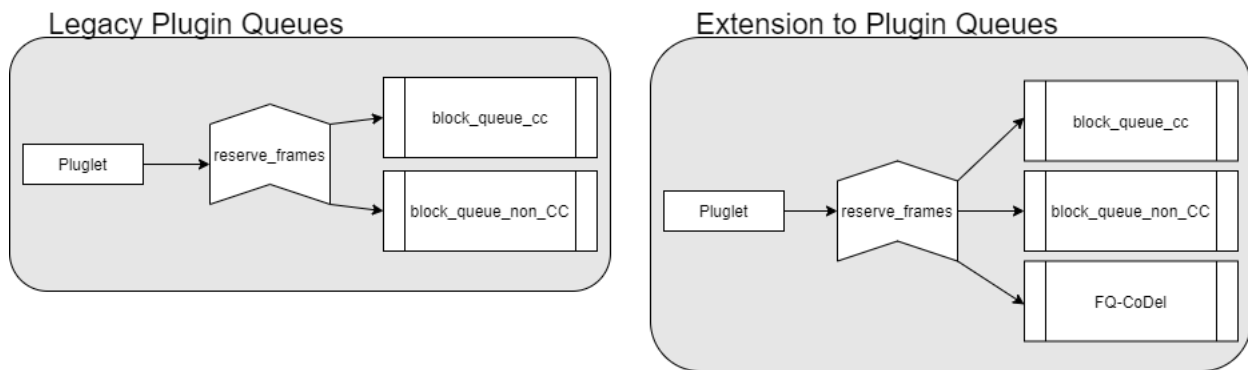 Legacy Plugin Queues
Pluglet
reserve_frames
block_queue_cc
block_queue_non_CC
Extension to Plugin Queues
Pluglet
reserve_frames
block_queue_cc
block_queue_non_CC
FQ-CoDel